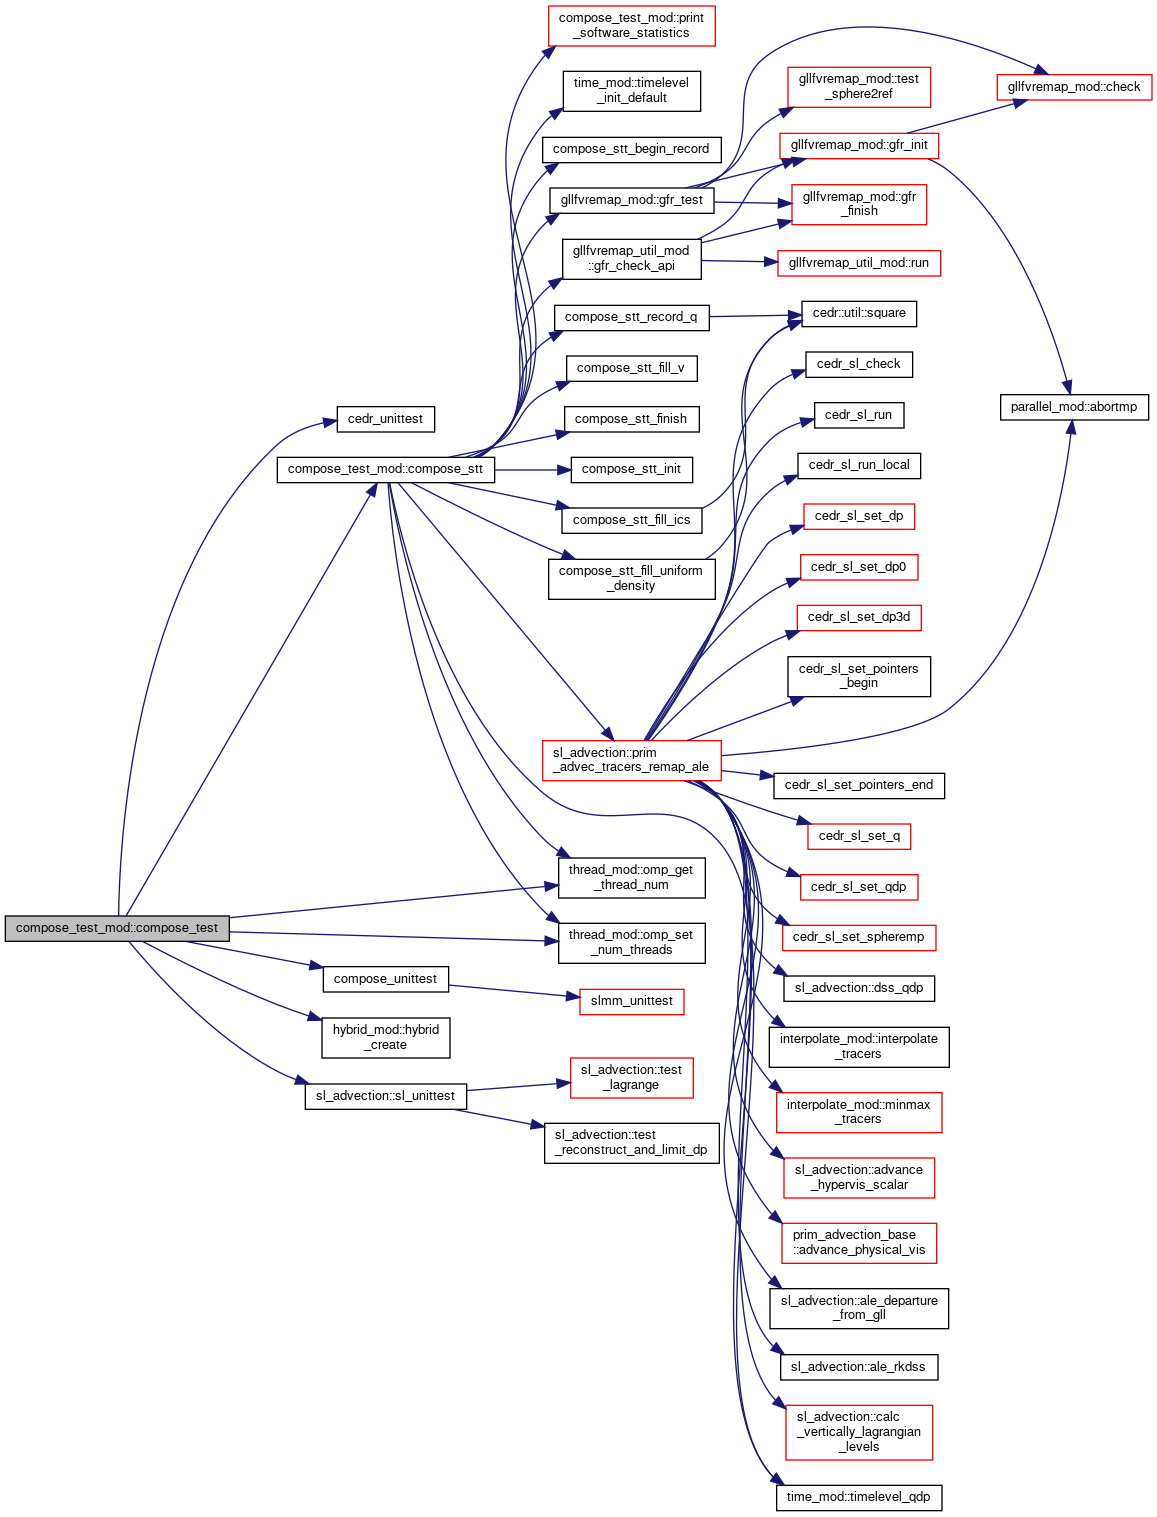 compose_test_mod::compose_test
cedr_unittest
compose_test_mod::compose_stt
compose_unittest
hybrid_mod::hybrid
_create
sl_advection::sl_unittest
compose_test_mod::print
_software_statistics
time_mod::timelevel
_init_default
compose_stt_begin_record
gllfvremap_mod::gfr_test
gllfvremap_util_mod
::gfr_check_api
compose_stt_record_q
compose_stt_fill_v
compose_stt_finish
compose_stt_init
compose_stt_fill_ics
compose_stt_fill_uniform
_density
sl_advection::prim
_advec_tracers_remap_ale
thread_mod::omp_get
_thread_num
thread_mod::omp_set
_num_threads
slmm_unittest
sl_advection::test
_lagrange
sl_advection::test
_reconstruct_and_limit_dp
gllfvremap_mod::test
_sphere2ref
gllfvremap_mod::gfr_init
gllfvremap_mod::gfr
_finish
gllfvremap_util_mod::run
cedr::util::square
cedr_sl_check
cedr_sl_run
cedr_sl_run_local
cedr_sl_set_dp
cedr_sl_set_dp0
cedr_sl_set_dp3d
cedr_sl_set_pointers
_begin
cedr_sl_set_pointers_end
cedr_sl_set_q
cedr_sl_set_qdp
cedr_sl_set_spheremp
sl_advection::dss_qdp
interpolate_mod::interpolate
_tracers
interpolate_mod::minmax
_tracers
sl_advection::advance
_hypervis_scalar
prim_advection_base
::advance_physical_vis
sl_advection::ale_departure
_from_gll
sl_advection::ale_rkdss
sl_advection::calc
_vertically_lagrangian
_levels
time_mod::timelevel_qdp
gllfvremap_mod::check
parallel_mod::abortmp